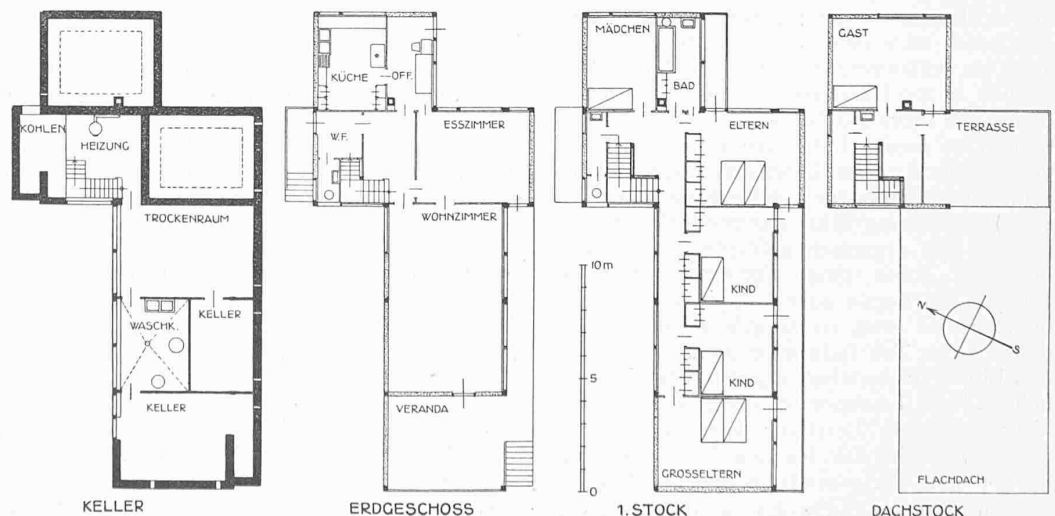 KOHLEN
HEIZUNG
TROCKENRAUM
WASCHK.
KELLER
KELLER
KELLER
KÜCHE
OFF.
W.F.
ESSZIMMER
WOHNZIMMER
VERANDA
ERDGESCHOSS
MÄDCHEN
BAD
ELTERN
KIND
KIND
GROSSELTERN
10 m
5
0
1. STOCK
GAST
TERRASSE
N
S
FLACHDACH
DACHSTOCK